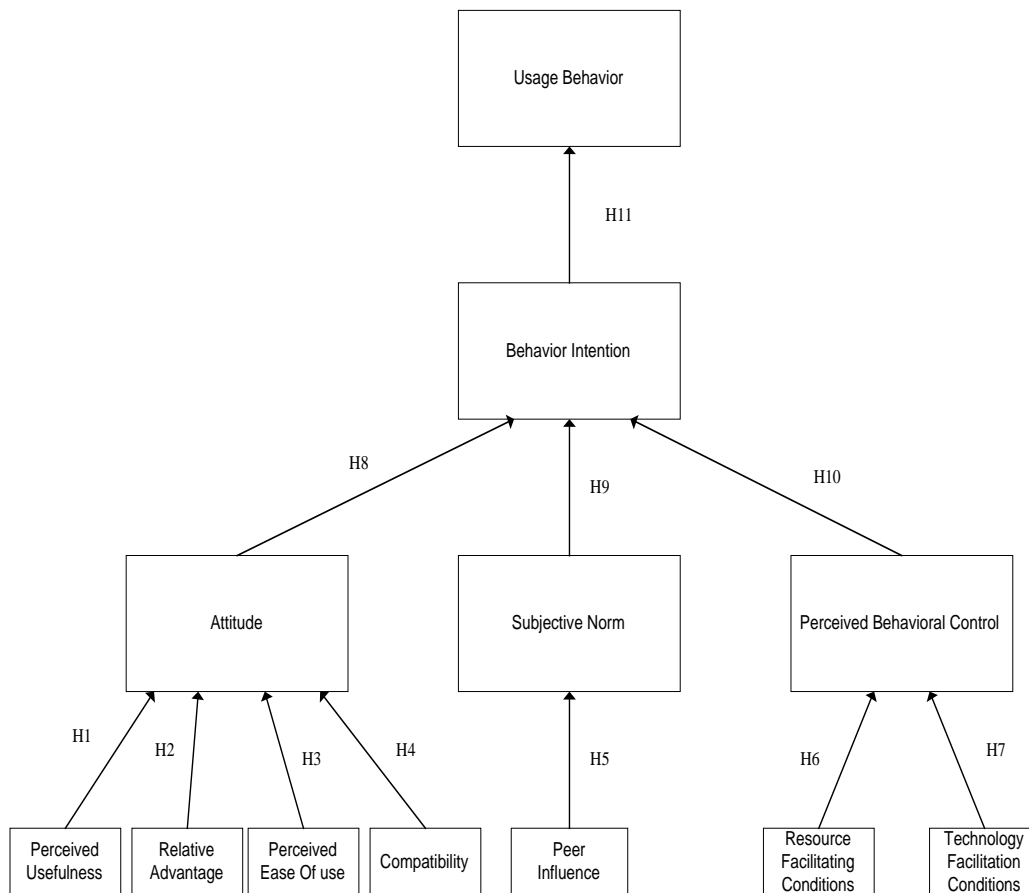 Usage Behavior
H11
Behavior Intention
H8
H9
H10
Attitude
Subjective Norm
Perceived Behavioral Control
H1
H2
H3
H4
H5
H6
H7
Perceived
Usefulness
Relative
Advantage
Perceived
Ease Of use
Compatibility
Peer
Influence
Resource
Facilitating
Conditions
Technology
Facilitation
Conditions